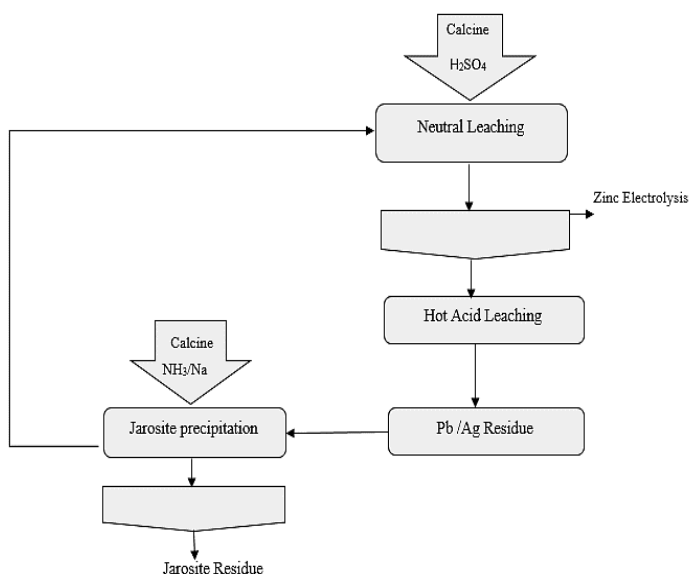 Calcine
H₂SO₄
Neutral Leaching
Zinc Electrolysis
Hot Acid Leaching
Calcine
NH₃/Na
Jarosite precipitation
Pb /Ag Residue
Jarosite Residue